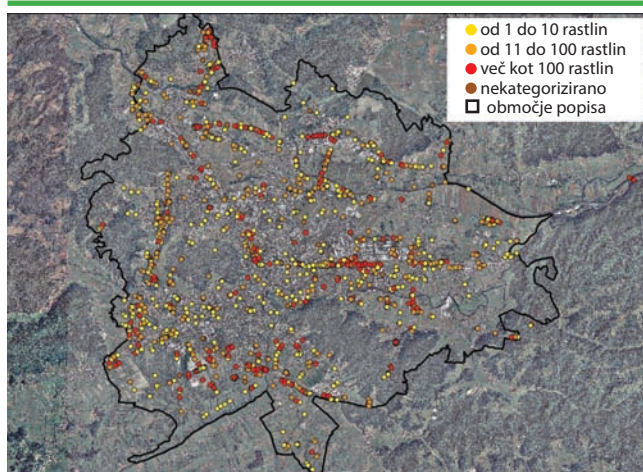 od 1 do 10 rastlin
od 11 do 100 rastlin
več kot 100 rastlin
nekategorizirano
območje popisa